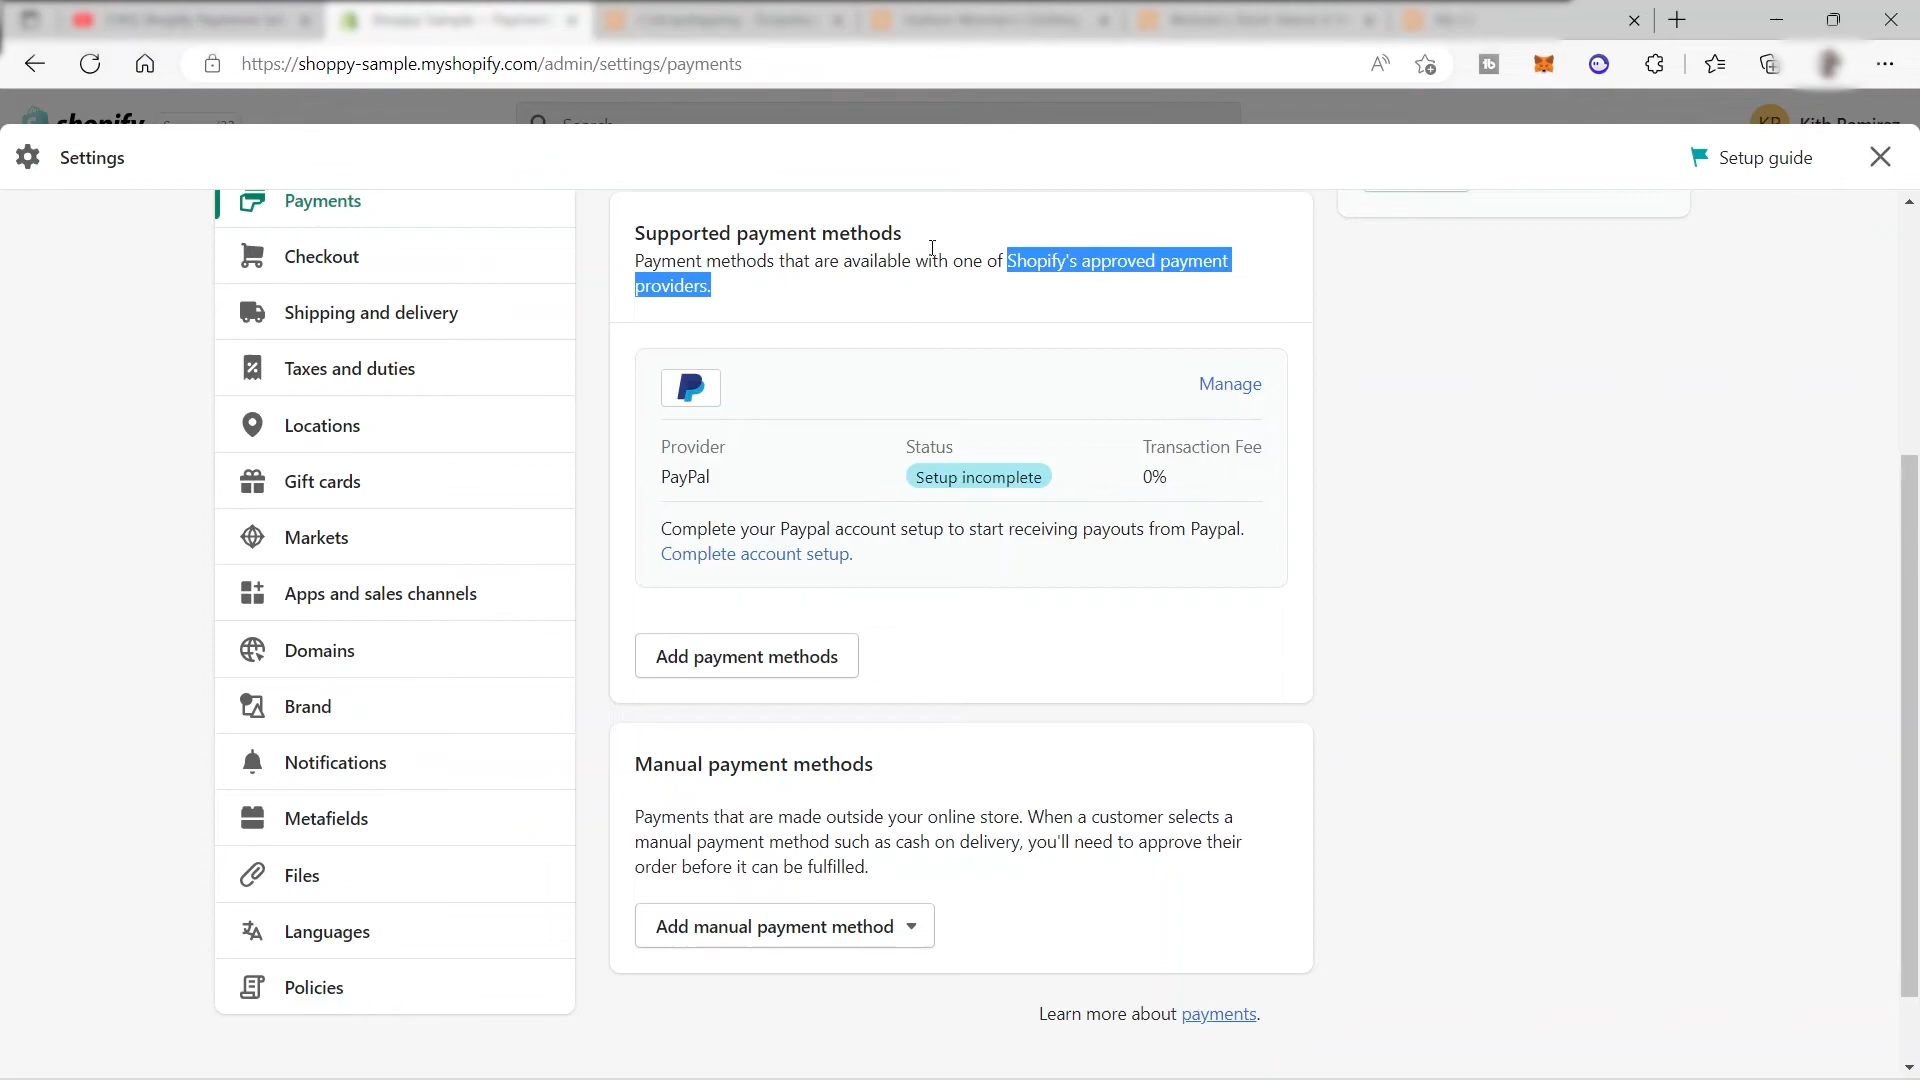 https://shoppy-sample.myshopify.com/admin/settings/payments
Settings
Setup guide
Payments
Checkout
Shipping and delivery
Taxes and duties
Locations
Gift cards
Markets
Apps and sales channels
Domains
Brand
Notifications
Metafields
Files
Languages
Policies
Supported payment methods
Payment methods that are available with one of Shopify's approved payment
providers.
Manage
Provider
Status
Transaction Fee
PayPal
Setup incomplete
0%
Complete your Paypal account setup to start receiving payouts from Paypal.
Complete account setup.
Add payment methods
Manual payment methods
Payments that are made outside your online store. When a customer selects a
manual payment method such as cash on delivery, you'll need to approve their
order before it can be fulfilled.
Add manual payment method
Learn more about payments.